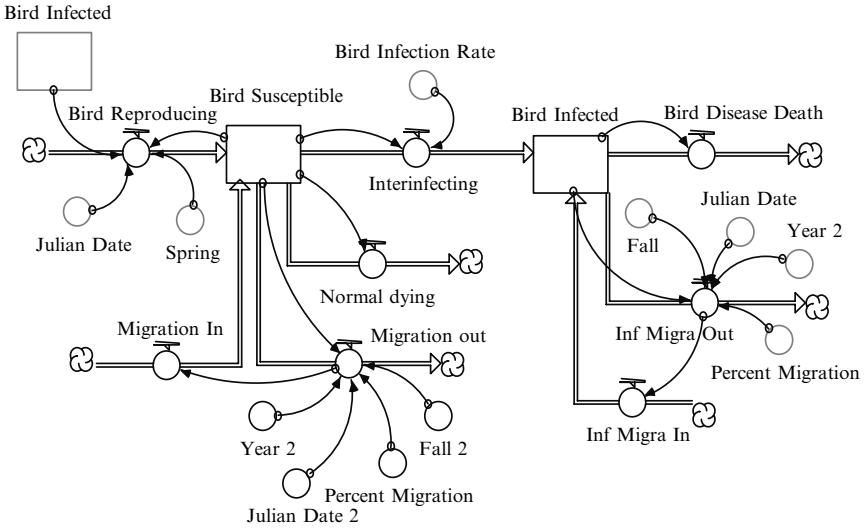 Bird Infected
Bird Infection Rate
Bird Susceptible
Bird Reproducing
Bird Infected
Bird Disease Death
Interinfecting
Julian Date
Spring
Julian Date
Year 2
Fall
Normal dying
Migration In
Migration out
Inf Migra Out
Percent Migration
Year 2
Fall 2
Inf Migra In
Percent Migration
Julian Date 2